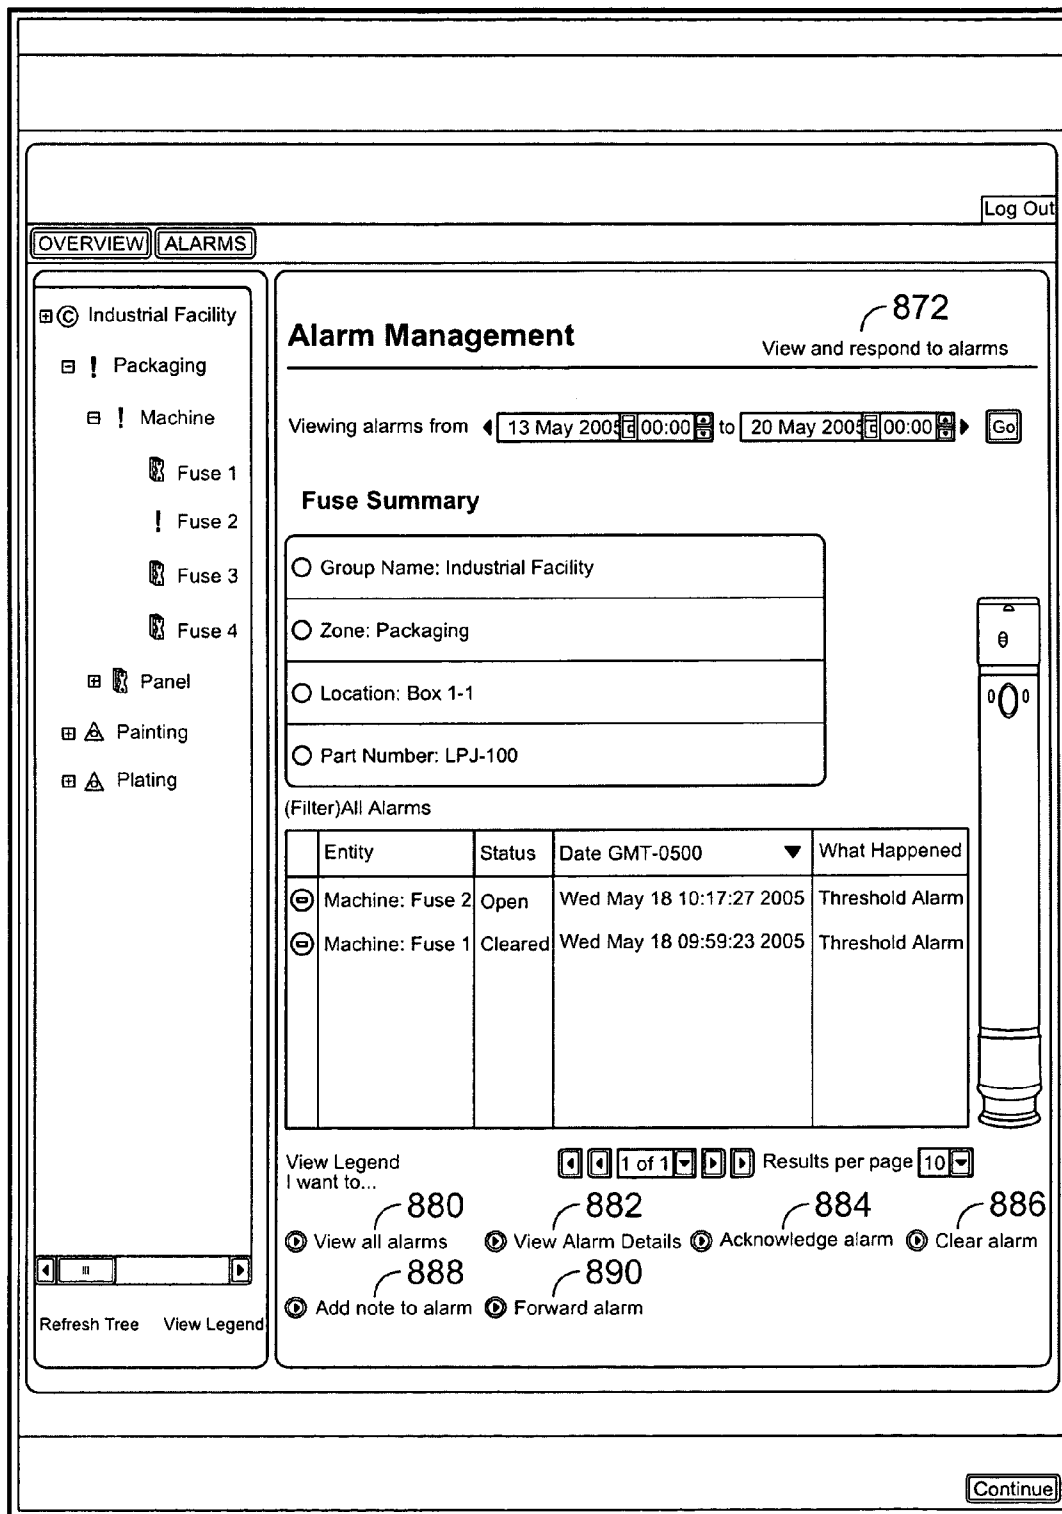 Log Out
OVERVIEW ALARMS
Industrial Facility
! Packaging
! Machine
Fuse 1
! Fuse 2
Fuse 3
Fuse 4
Panel
Painting
Plating
Refresh Tree View Legend
Alarm Management
872
View and respond to alarms
Viewing alarms from 13 May 2005 00:00 to 20 May 2005 00:00 Go
Fuse Summary
Group Name: Industrial Facility
Zone: Packaging
Location: Box 1-1
Part Number: LPJ-100
(Filter)All Alarms
Entity Status Date GMT-0500 What Happened
Machine: Fuse 2 Open Wed May 18 10:17:27 2005 Threshold Alarm
Machine: Fuse 1 Cleared Wed May 18 09:59:23 2005 Threshold Alarm
View Legend 1 of 1 Results per page 10
I want to...
880 882 884 886
View all alarms View Alarm Details Acknowledge alarm Clear alarm
888 890
Add note to alarm Forward alarm
Continue